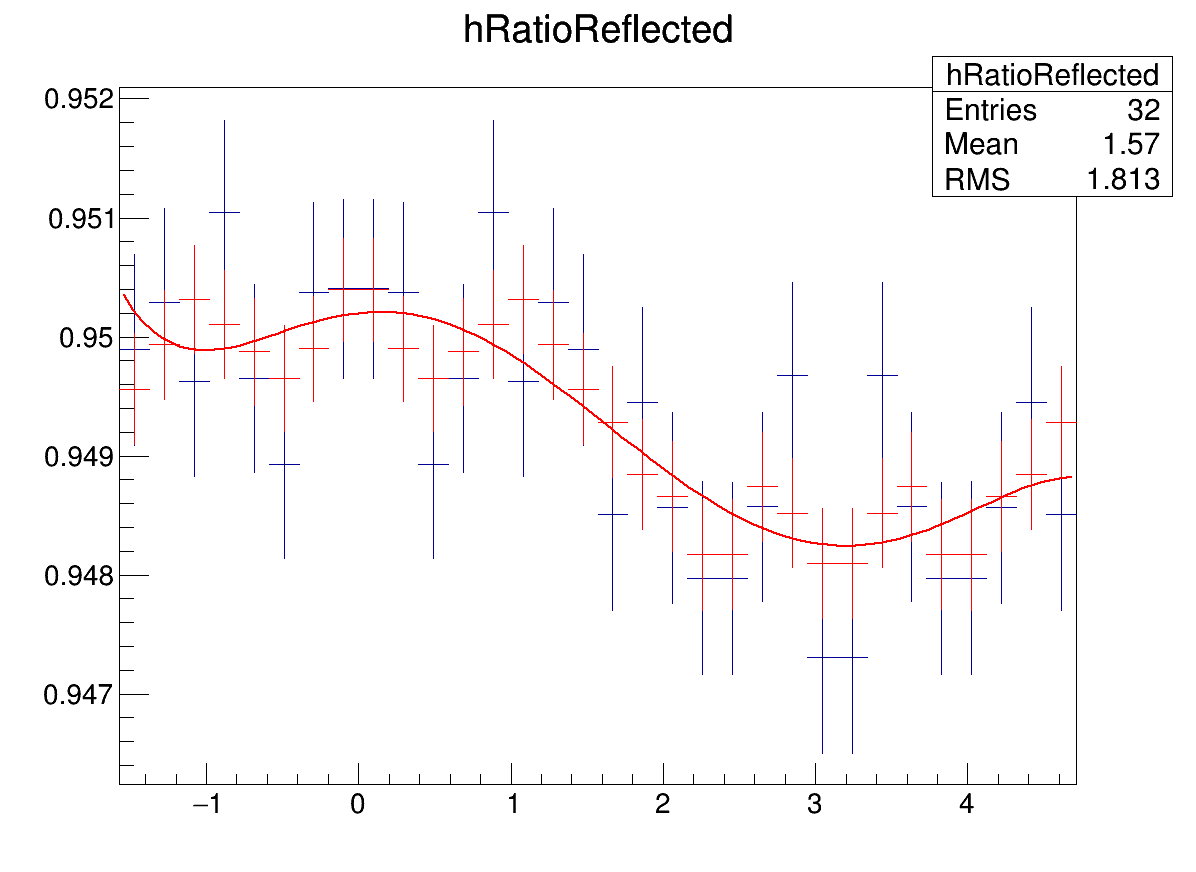 hRatioReflected
hRatioReflected
Entries 32
Mean 1.57
RMS 1.813
0.952
0.951
0.95
0.949
0.948
0.947
−1 0 1 2 3 4